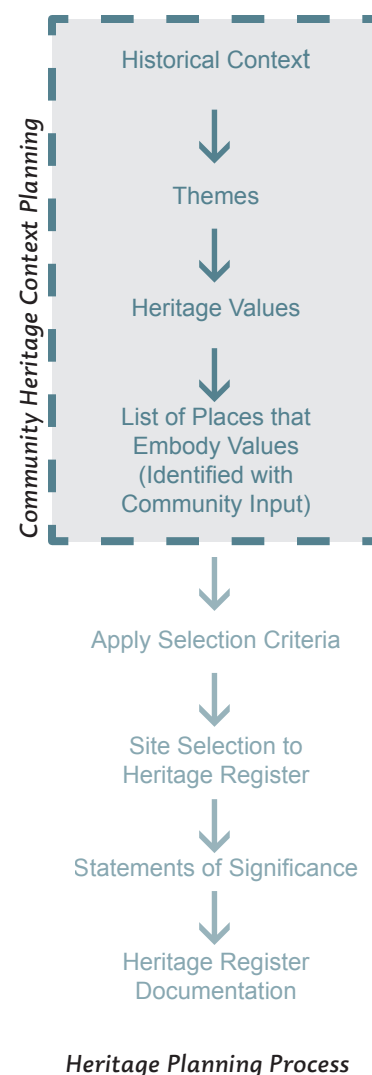 Community Heritage Context Planning
Historical Context
Themes
Heritage Values
List of Places that
Embody Values
(Identified with
Community Input)
Apply Selection Criteria
Site Selection to
Heritage Register
Statements of Significance
Heritage Register
Documentation
Heritage Planning Process